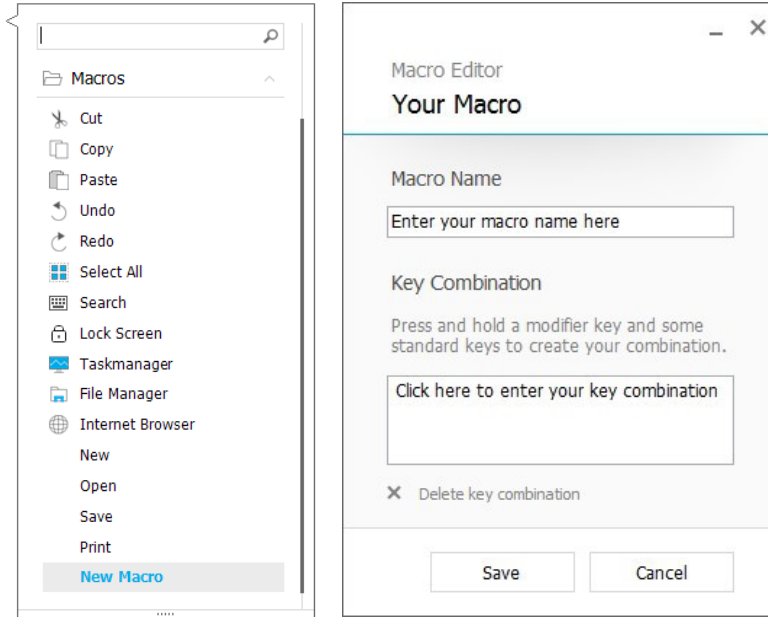 Macros
Cut
Copy
Paste
Undo
Redo
Select All
Search
Lock Screen
Taskmanager
File Manager
Internet Browser
New
Open
Save
Print
New Macro
Macro Editor
Your Macro
Macro Name
Enter your macro name here
Key Combination
Press and hold a modifier key and some
standard keys to create your combination.
Click here to enter your key combination
Delete key combination
Save
Cancel